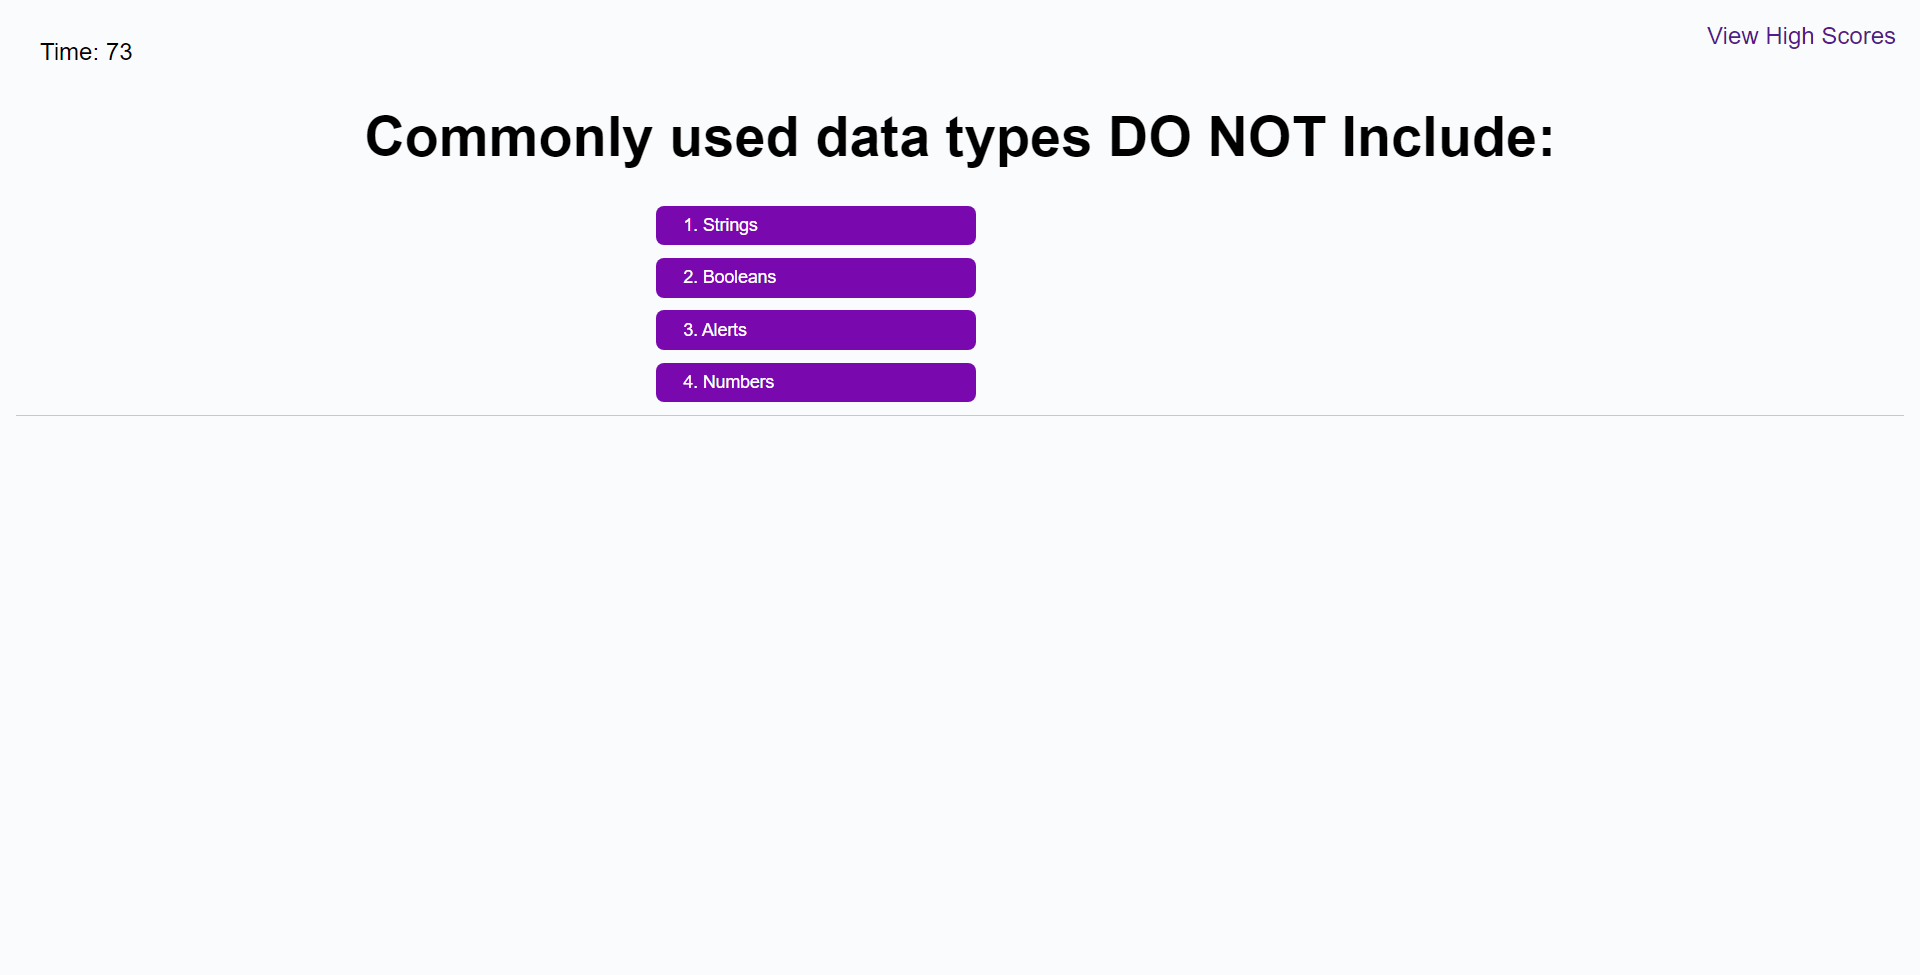 Time: 73
View High Scores
Commonly used data types DO NOT Include:
1. Strings
2. Booleans
3. Alerts
4. Numbers